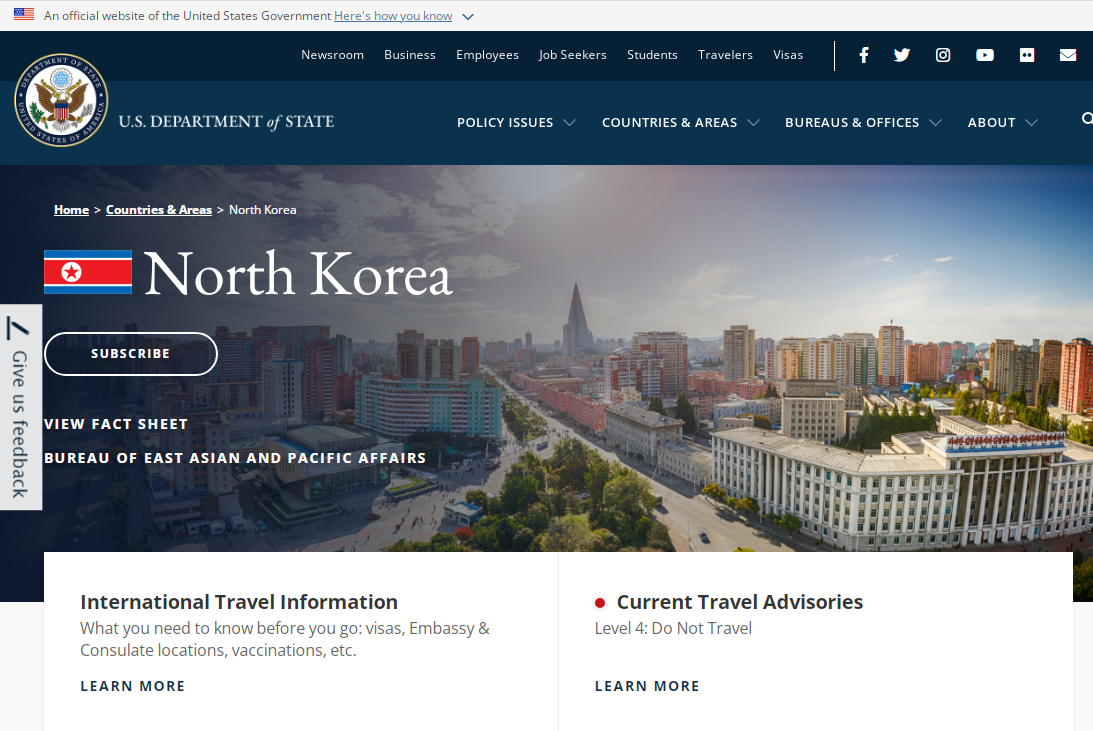 An official website of the United States Government Here's how you know
Newsroom Business Employees Job Seekers Students Travelers Visas
DEPARTMENT OF STATE
UNITED STATES OF AMERICA
U.S. DEPARTMENT of STATE
POLICY ISSUES COUNTRIES & AREAS BUREAUS & OFFICES ABOUT
Home > Countries & Areas > North Korea
North Korea
SUBSCRIBE
Give us feedback
VIEW FACT SHEET
BUREAU OF EAST ASIAN AND PACIFIC AFFAIRS
International Travel Information
What you need to know before you go: visas, Embassy &
Consulate locations, vaccinations, etc.
LEARN MORE
Current Travel Advisories
Level 4: Do Not Travel
LEARN MORE